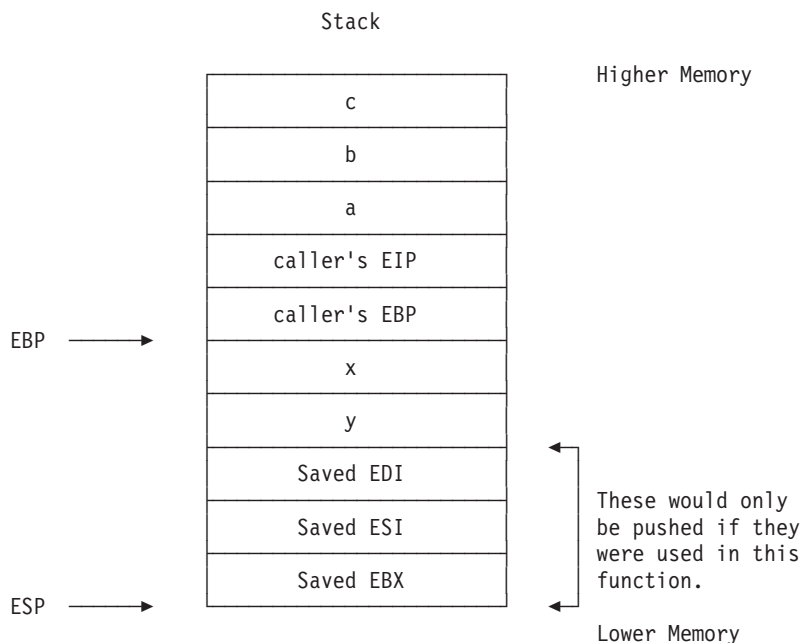 Stack
Higher Memory
c
b
a
caller's EIP
caller's EBP
EBP
x
y
Saved EDI
Saved ESI
Saved EBX
These would only
be pushed if they
were used in this
function.
ESP
Lower Memory